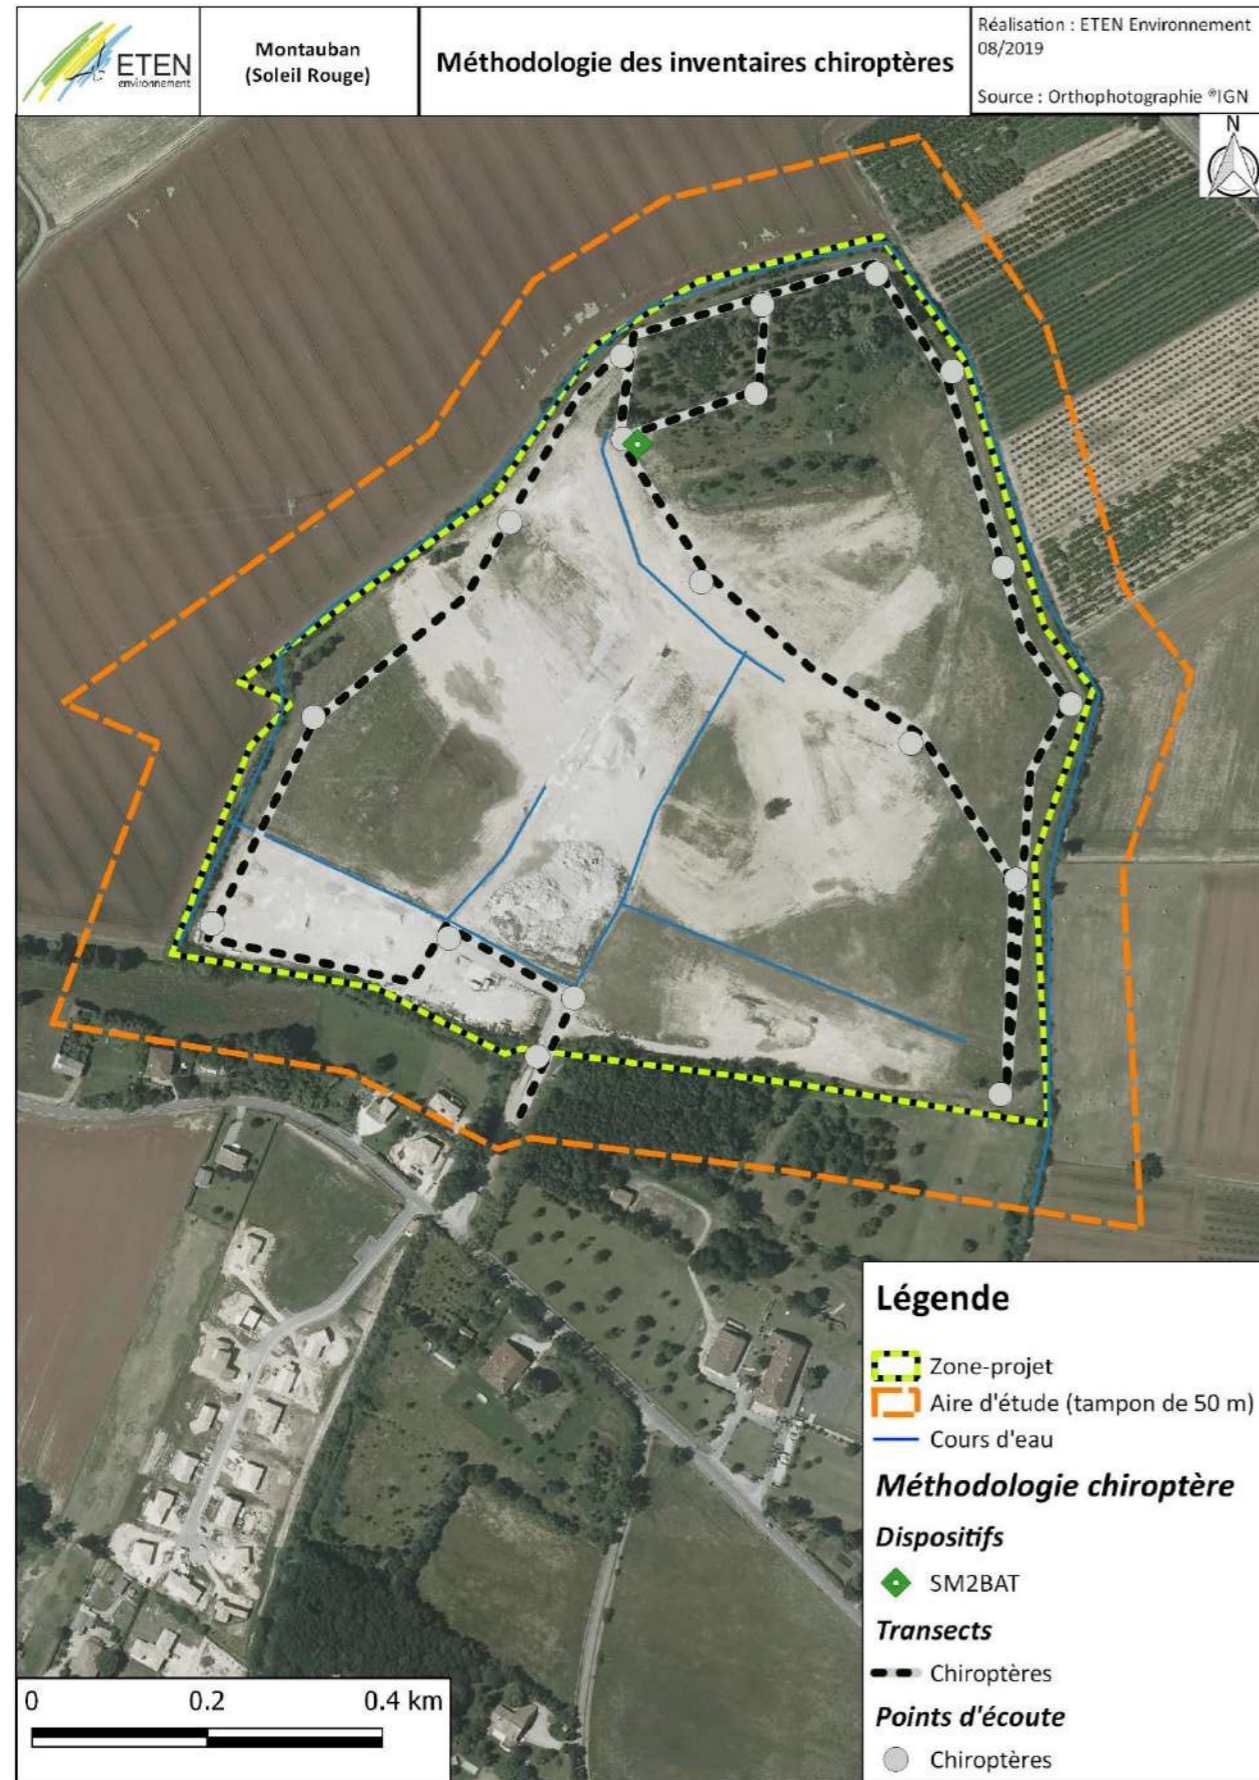 ETEN
environnement
Montauban
(Soleil Rouge)
Méthodologie des inventaires chiroptères
Réalisation : ETEN Environnement
08/2019
Source : Orthophotographie ®IGN
N
Légende
Zone-projet
Aire d'étude (tampon de 50 m)
Cours d'eau
Méthodologie chiroptère
Dispositifs
SM2BAT
Transects
Chiroptères
Points d'écoute
Chiroptères
0 0.2 0.4 km